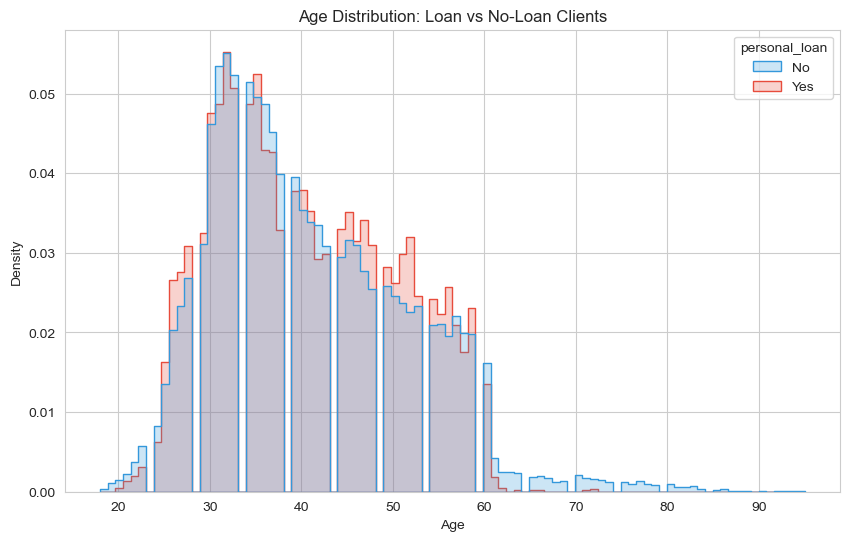 Age Distribution: Loan vs No-Loan Clients
personal_loan
No
Yes
Density
0.05
0.04
0.03
0.02
0.01
0.00
20 30 40 50 60 70 80 90
Age